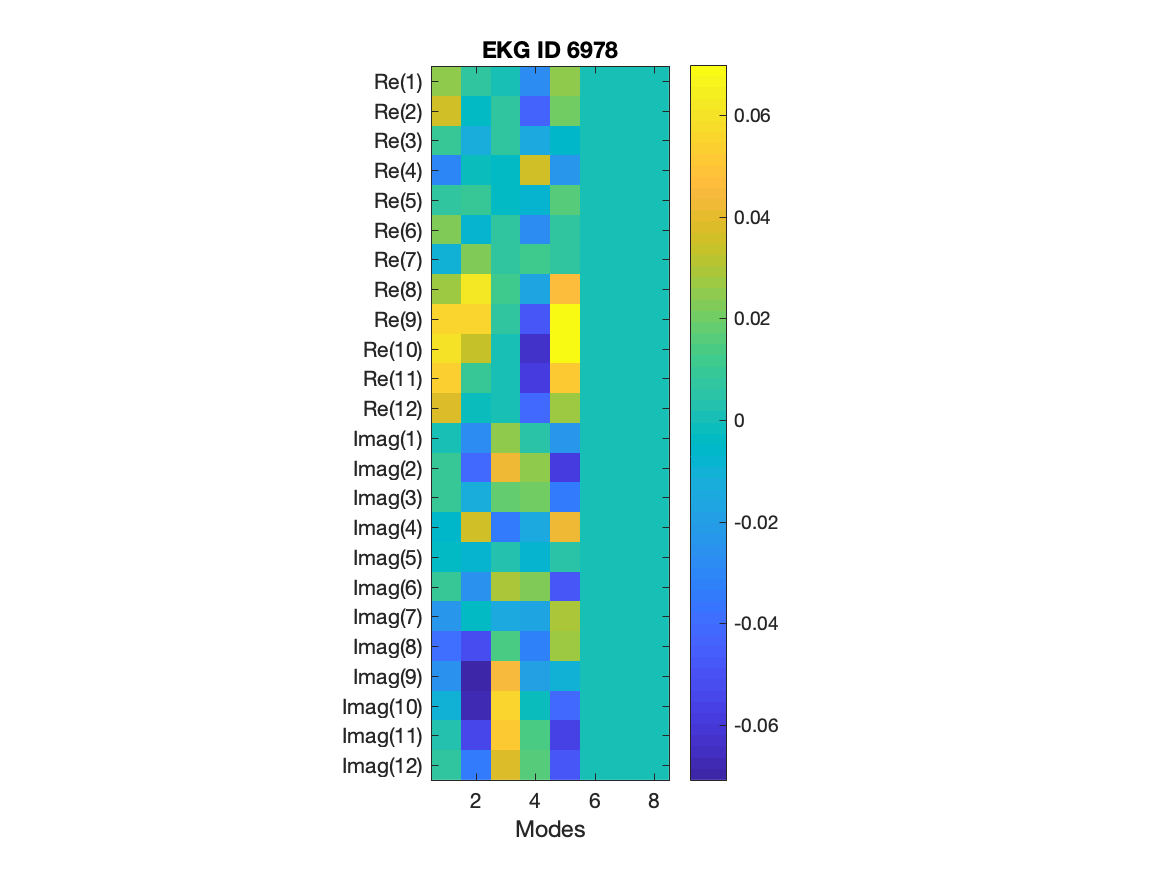 EKG ID 6978
Re(1)
Re(2)
Re(3)
Re(4)
Re(5)
Re(6)
Re(7)
Re(8)
Re(9)
Re(10)
Re(11)
Re(12)
Imag(1)
Imag(2)
Imag(3)
Imag(4)
Imag(5)
Imag(6)
Imag(7)
Imag(8)
Imag(9)
Imag(10)
Imag(11)
Imag(12)
2 4 6 8
Modes
0.06
0.04
0.02
0
-0.02
-0.04
-0.06